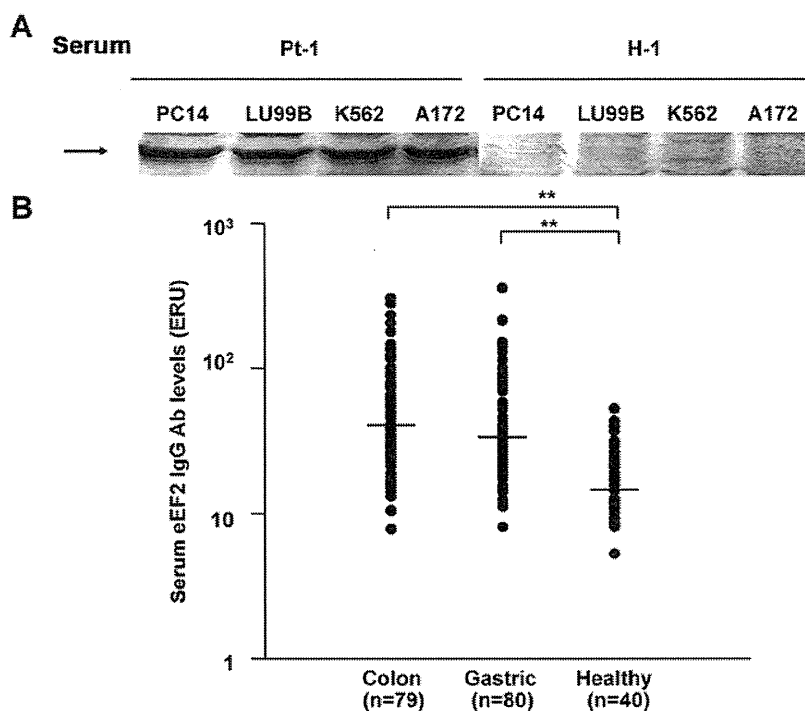 A
Serum
Pt-1 H-1
PC14 LU99B K562 A172 PC14 LU99B K562 A172
B
** 
**
10³
10²
10
1
Serum eEF2 IgG Ab levels (ERU)
Colon Gastric Healthy
(n=79) (n=80) (n=40)